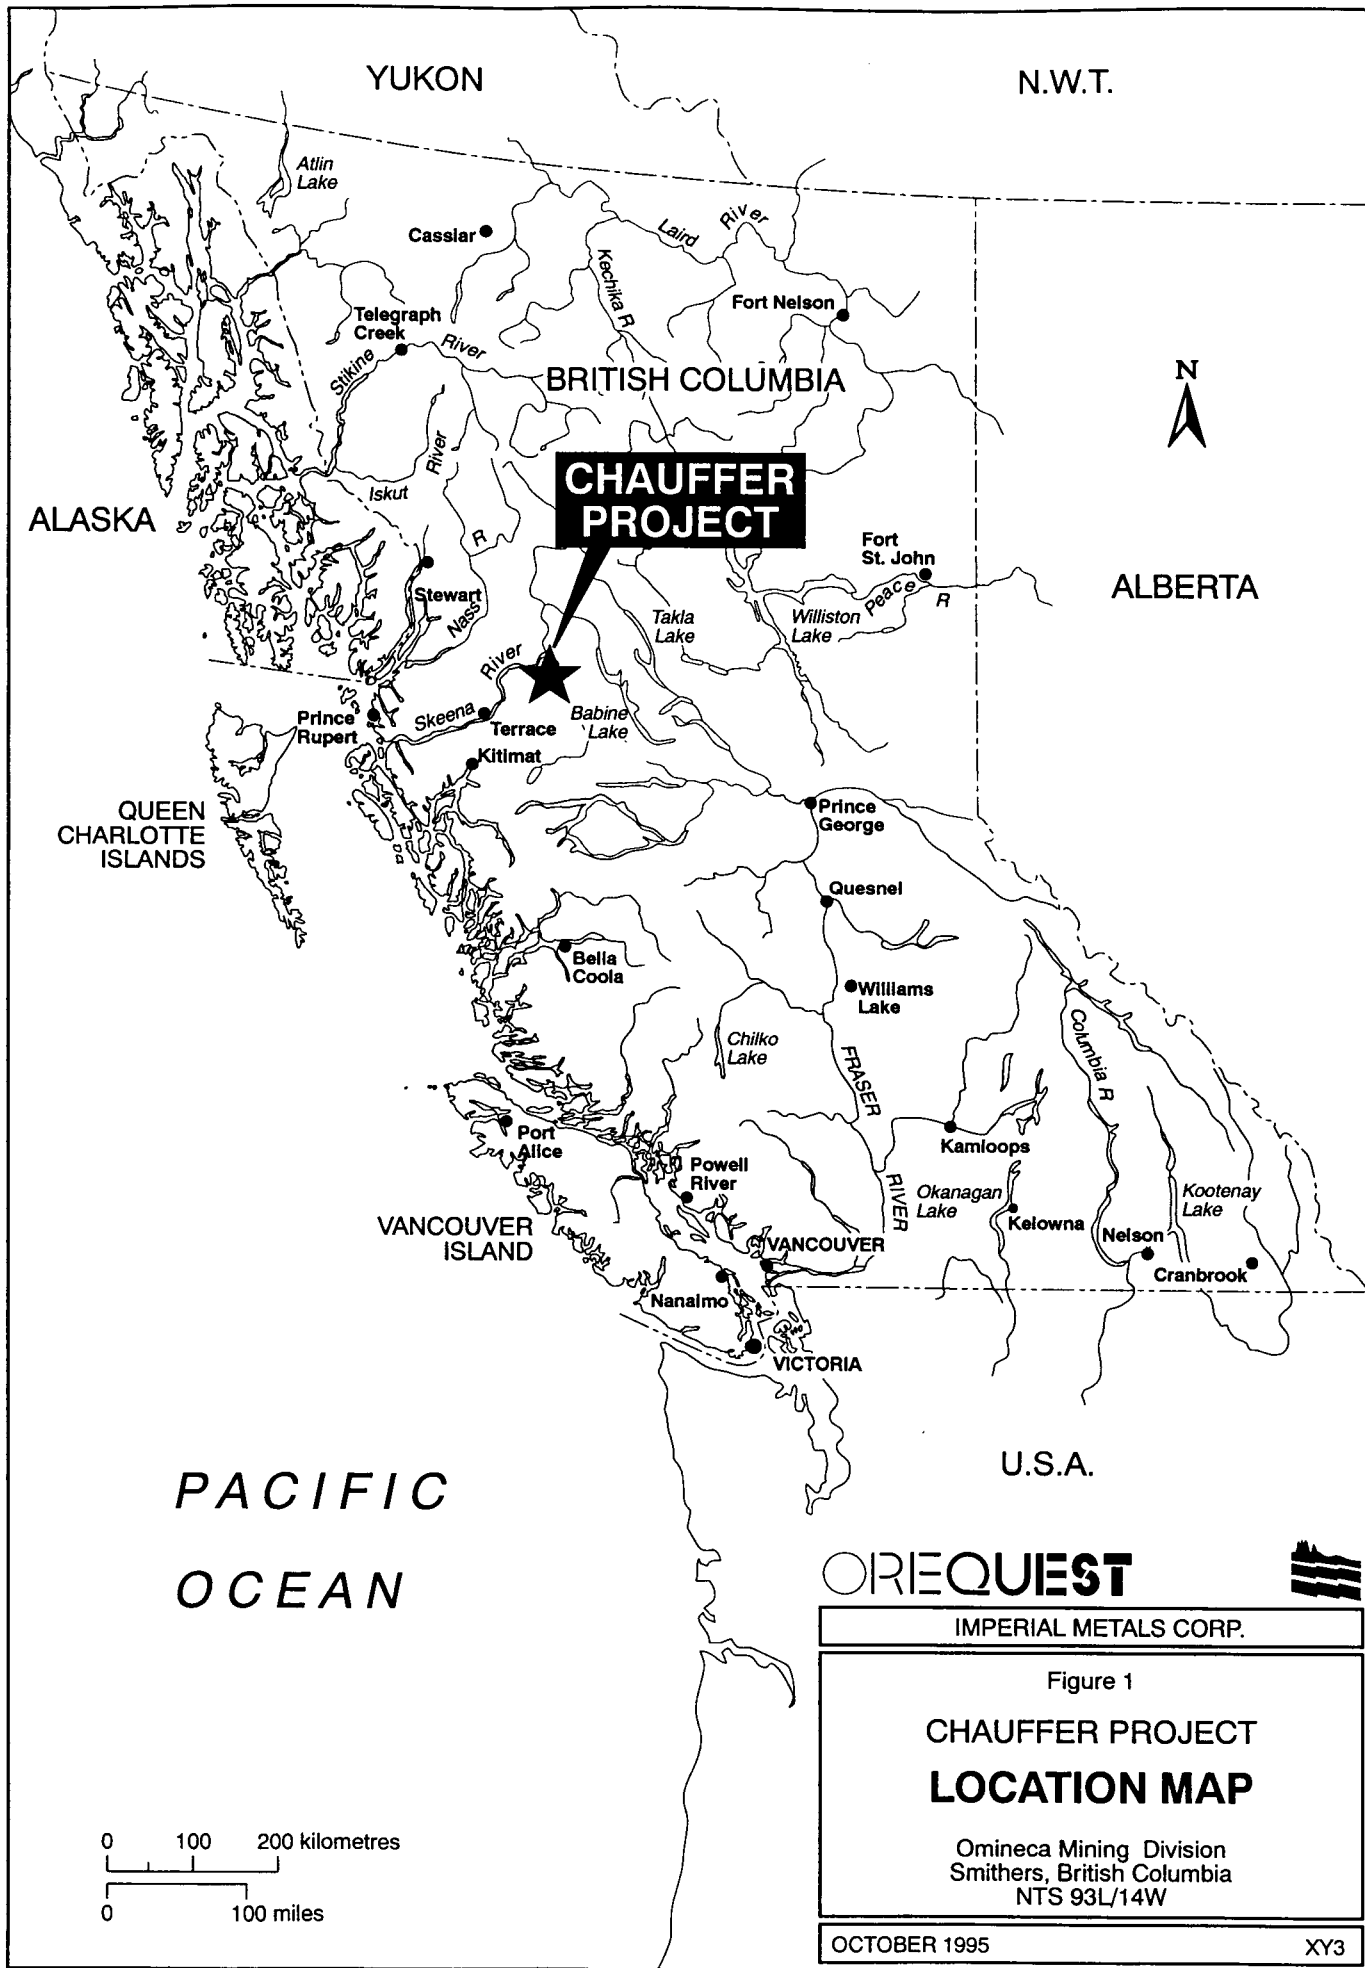 YUKON
N.W.T.
Atlin
Lake
Cassiar
Laird
River
Kechika R
Fort Nelson
Telegraph
Creek
Stikine
River
BRITISH COLUMBIA
N
Iskut
River
CHAUFFER
PROJECT
ALASKA
R
Fort
St. John
Stewart
Nass
Takla
Lake
Williston
Lake
Peace
R
ALBERTA
River
Skeena
Prince
Rupert
Terrace
Babine
Lake
Kitimat
QUEEN
CHARLOTTE
ISLANDS
Prince
George
Quesnel
Bella
Coola
Williams
Lake
Chilko
Lake
FRASER
Columbia R
Port
Alice
Kamloops
Powell
River
RIVER
Okanagan
Lake
Kootenay
Lake
VANCOUVER
ISLAND
Kelowna
VANCOUVER
Nelson
Cranbrook
Nanaimo
VICTORIA
U.S.A.
PACIFIC
OCEAN
OREQUEST
IMPERIAL METALS CORP.
Figure 1
CHAUFFER PROJECT
LOCATION MAP
Omineca Mining Division
Smithers, British Columbia
NTS 93L/14W
OCTOBER 1995 XY3
0 100 200 kilometres
0 100 miles